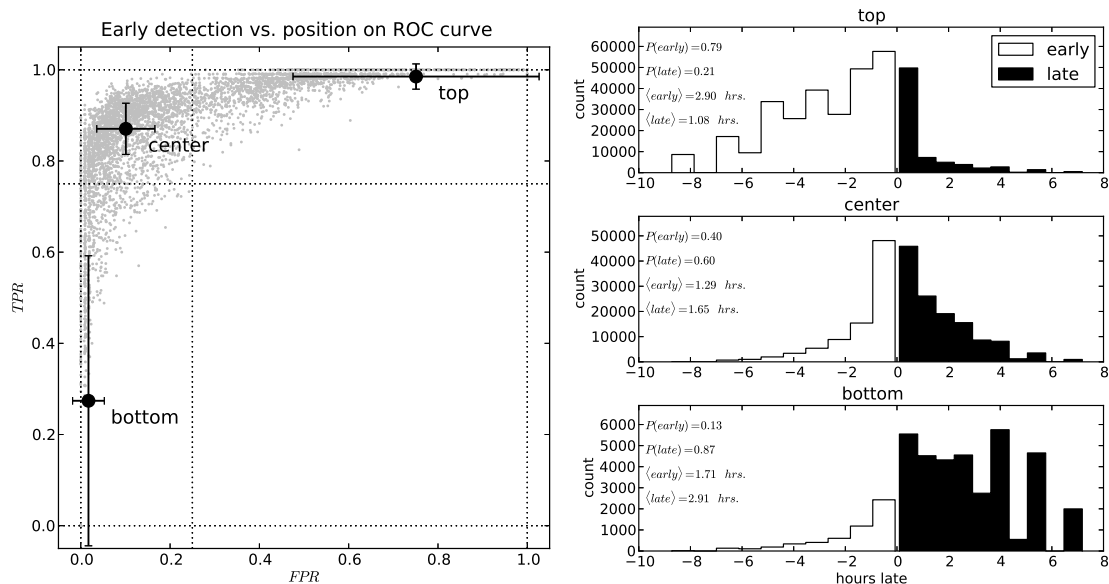 Early detection vs. position on ROC curve
1.0
0.8
0.6
0.4
0.2
0.0
TPR
top
center
bottom
0.0 0.2 0.4 0.6 0.8 1.0
FPR
top
60000
50000
40000
30000
20000
10000
0
count
P(early)=0.79
P(late)=0.21
⟨early⟩=2.90 hrs.
⟨late⟩=1.08 hrs.
early
late
−10 −8 −6 −4 −2 0 2 4 6 8
center
50000
40000
30000
20000
10000
0
count
P(early)=0.40
P(late)=0.60
⟨early⟩=1.29 hrs.
⟨late⟩=1.65 hrs.
−10 −8 −6 −4 −2 0 2 4 6 8
bottom
6000
5000
4000
3000
2000
1000
0
count
P(early)=0.13
P(late)=0.87
⟨early⟩=1.71 hrs.
⟨late⟩=2.91 hrs.
−10 −8 −6 −4 −2 0 2 4 6 8
hours late